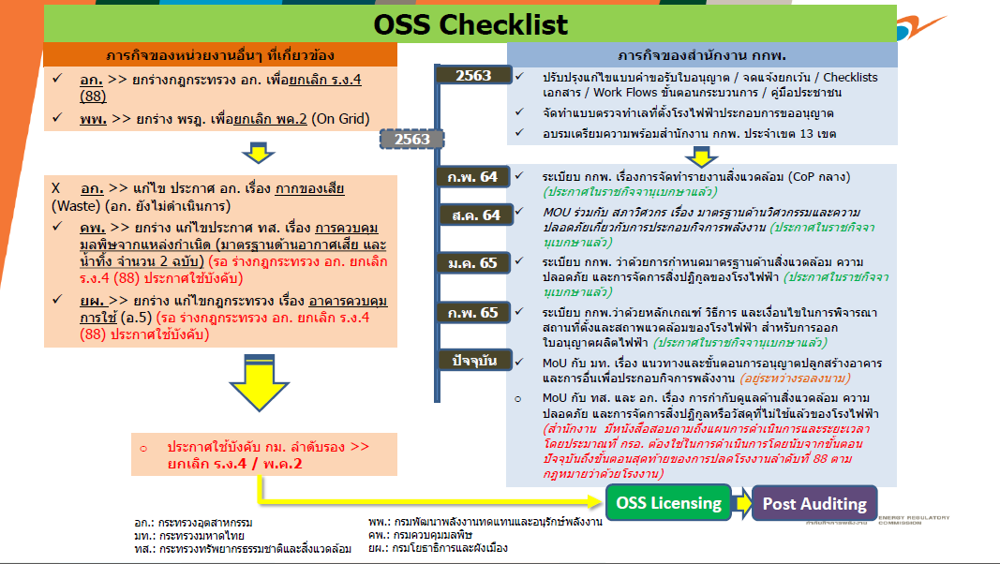 OSS Checklist
ภารกิจของหน่วยงานอื่นๆ ที่เกี่ยวข้อง
✓ อก. >> ยกร่างกฎกระทรวง อก. เพื่อยกเลิก ร.ง.4
(88)
✓ พพ. >> ยกร่าง พรฎ. เพื่อยกเลิก พค.2 (On Grid)
X อก. >> แก้ไข ประกาศ อก. เรื่อง กากของเสีย
(Waste) (อก. ยังไม่ดำเนินการ)
✓ คพ. >> ยกร่าง แก้ไขประกาศ ทส. เรื่อง การควบคุม
มลพิษจากแหล่งกำเนิด (มาตรฐานด้านอากาศเสีย และ
น้ำทิ้ง จำนวน 2 ฉบับ) (รอ ร่างกฎกระทรวง อก. ยกเลิก
ร.ง.4 (88) ประกาศใช้บังคับ)
✓ ยผ. >> ยกร่าง แก้ไขกฎกระทรวง เรื่อง อาคารควบคุม
การใช้ (อ.5) (รอ ร่างกฎกระทรวง อก. ยกเลิก ร.ง.4
(88) ประกาศใช้บังคับ)
○ ประกาศใช้บังคับ กม. ลำดับรอง >>
ยกเลิก ร.ง.4 / พ.ค.2
2563
ภารกิจของสำนักงาน กกพ.
2563
✓ ปรับปรุงแก้ไขแบบคำขอรับใบอนุญาต / จดแจ้งยกเว้น / Checklists
เอกสาร / Work Flows ขั้นตอนกระบวนการ / คู่มือประชาชน
✓ จัดทำแบบตรวจทำเลที่ตั้งโรงไฟฟ้าประกอบการขออนุญาต
✓ อบรมเตรียมความพร้อมสำนักงาน กกพ. ประจำเขต 13 เขต
ก.พ. 64
✓ ระเบียบ กกพ. เรื่องการจัดทำรายงานสิ่งแวดล้อม (CoP กลาง)
(ประกาศในราชกิจจานุเบกษาแล้ว)
ส.ค. 64
✓ MOU ร่วมกับ สภาวิศวกร เรื่อง มาตรฐานด้านวิศวกรรมและความ
ปลอดภัยเกี่ยวกับการประกอบกิจการพลังงาน (ประกาศในราชกิจจา
นุเบกษาแล้ว)
ม.ค. 65
✓ ระเบียบ กกพ. ว่าด้วยการกำหนดมาตรฐานด้านสิ่งแวดล้อม ความ
ปลอดภัย และการจัดการสิ่งปฏิกูลของโรงไฟฟ้า (ประกาศในราชกิจจา
นุเบกษาแล้ว)
ก.พ. 65
✓ ระเบียบ กกพ.ว่าด้วยหลักเกณฑ์ วิธีการ และเงื่อนไขในการพิจารณา
สถานที่ตั้งและสภาพแวดล้อมของโรงไฟฟ้า สำหรับการออก
ใบอนุญาตผลิตไฟฟ้า (ประกาศในราชกิจจานุเบกษาแล้ว)
ปัจจุบัน
✓ MoU กับ มท. เรื่อง แนวทางและขั้นตอนการอนุญาตปลูกสร้างอาคาร
และการอื่นเพื่อประกอบกิจการพลังงาน (อยู่ระหว่างรอลงนาม)
○ MoU กับ ทส. และ อก. เรื่อง การกำกับดูแลด้านสิ่งแวดล้อม ความ
ปลอดภัย และการจัดการสิ่งปฏิกูลหรือวัสดุที่ไม่ใช้แล้วของโรงไฟฟ้า
(สำนักงาน มีหนังสือสอบถามถึงแผนการดำเนินการและระยะเวลา
โดยประมาณที่ กรอ. ต้องใช้ในการดำเนินการโดยนับจากขั้นตอน
ปัจจุบันถึงขั้นตอนสุดท้ายของการปลดโรงงานลำดับที่ 88 ตาม
กฎหมายว่าด้วยโรงงาน)
OSS Licensing
Post Auditing
ENERGY REGULATORY
COMMISSION
อก.: กระทรวงอุตสาหกรรม
มท.: กระทรวงมหาดไทย
ทส.: กระทรวงทรัพยากรธรรมชาติและสิ่งแวดล้อม
พพ.: กรมพัฒนาพลังงานทดแทนและอนุรักษ์พลังงาน
คพ.: กรมควบคุมมลพิษ
ยผ.: กรมโยธาธิการและผังเมือง